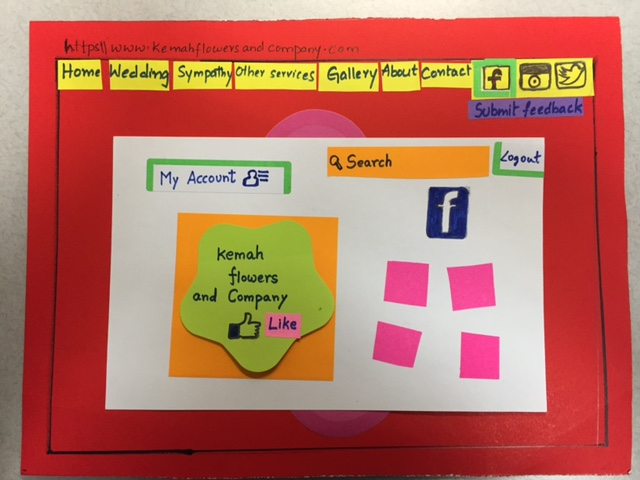 https\\www.kemahflowersandcompany.com
Home Wedding Sympathy Other services Gallery About Contact f
Submit feedback
Search Logout
My Account
f
Kemah
flowers
and Company
Like